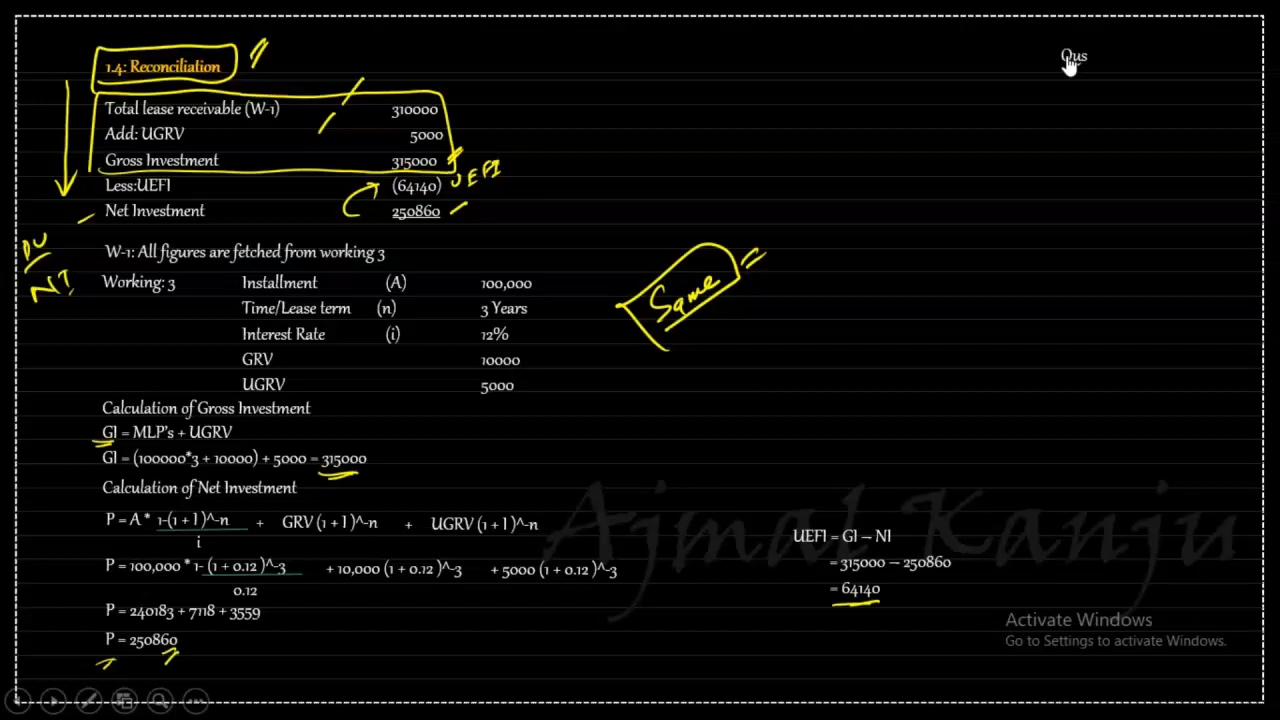 Qus
1.4: Reconciliation
Total lease receivable (W-1) 310000
Add: UGRV 5000
Gross Investment 315000
Less:UEFI (64140) UEFI
Net Investment 250860
PV
NI
W-1: All figures are fetched from working 3
Working: 3 Installment (A) 100,000
Time/Lease term (n) 3 Years
Interest Rate (i) 12%
GRV 10000
UGRV 5000
Same
Calculation of Gross Investment
GI = MLP's + UGRV
GI = (100000*3 + 10000) + 5000 = 315000
Calculation of Net Investment
P = A * 1-(1 + I )^-n + GRV (1 + I )^-n + UGRV (1 + I )^-n
i
P = 100,000 * 1- (1 + 0.12 )^-3 + 10,000 (1 + 0.12 )^-3 + 5000 (1 + 0.12 )^-3
0.12
P = 240183 + 7118 + 3559
P = 250860
UEFI = GI – NI
= 315000 – 250860
= 64140
Ajmal Kanju
Activate Windows
Go to Settings to activate Windows.